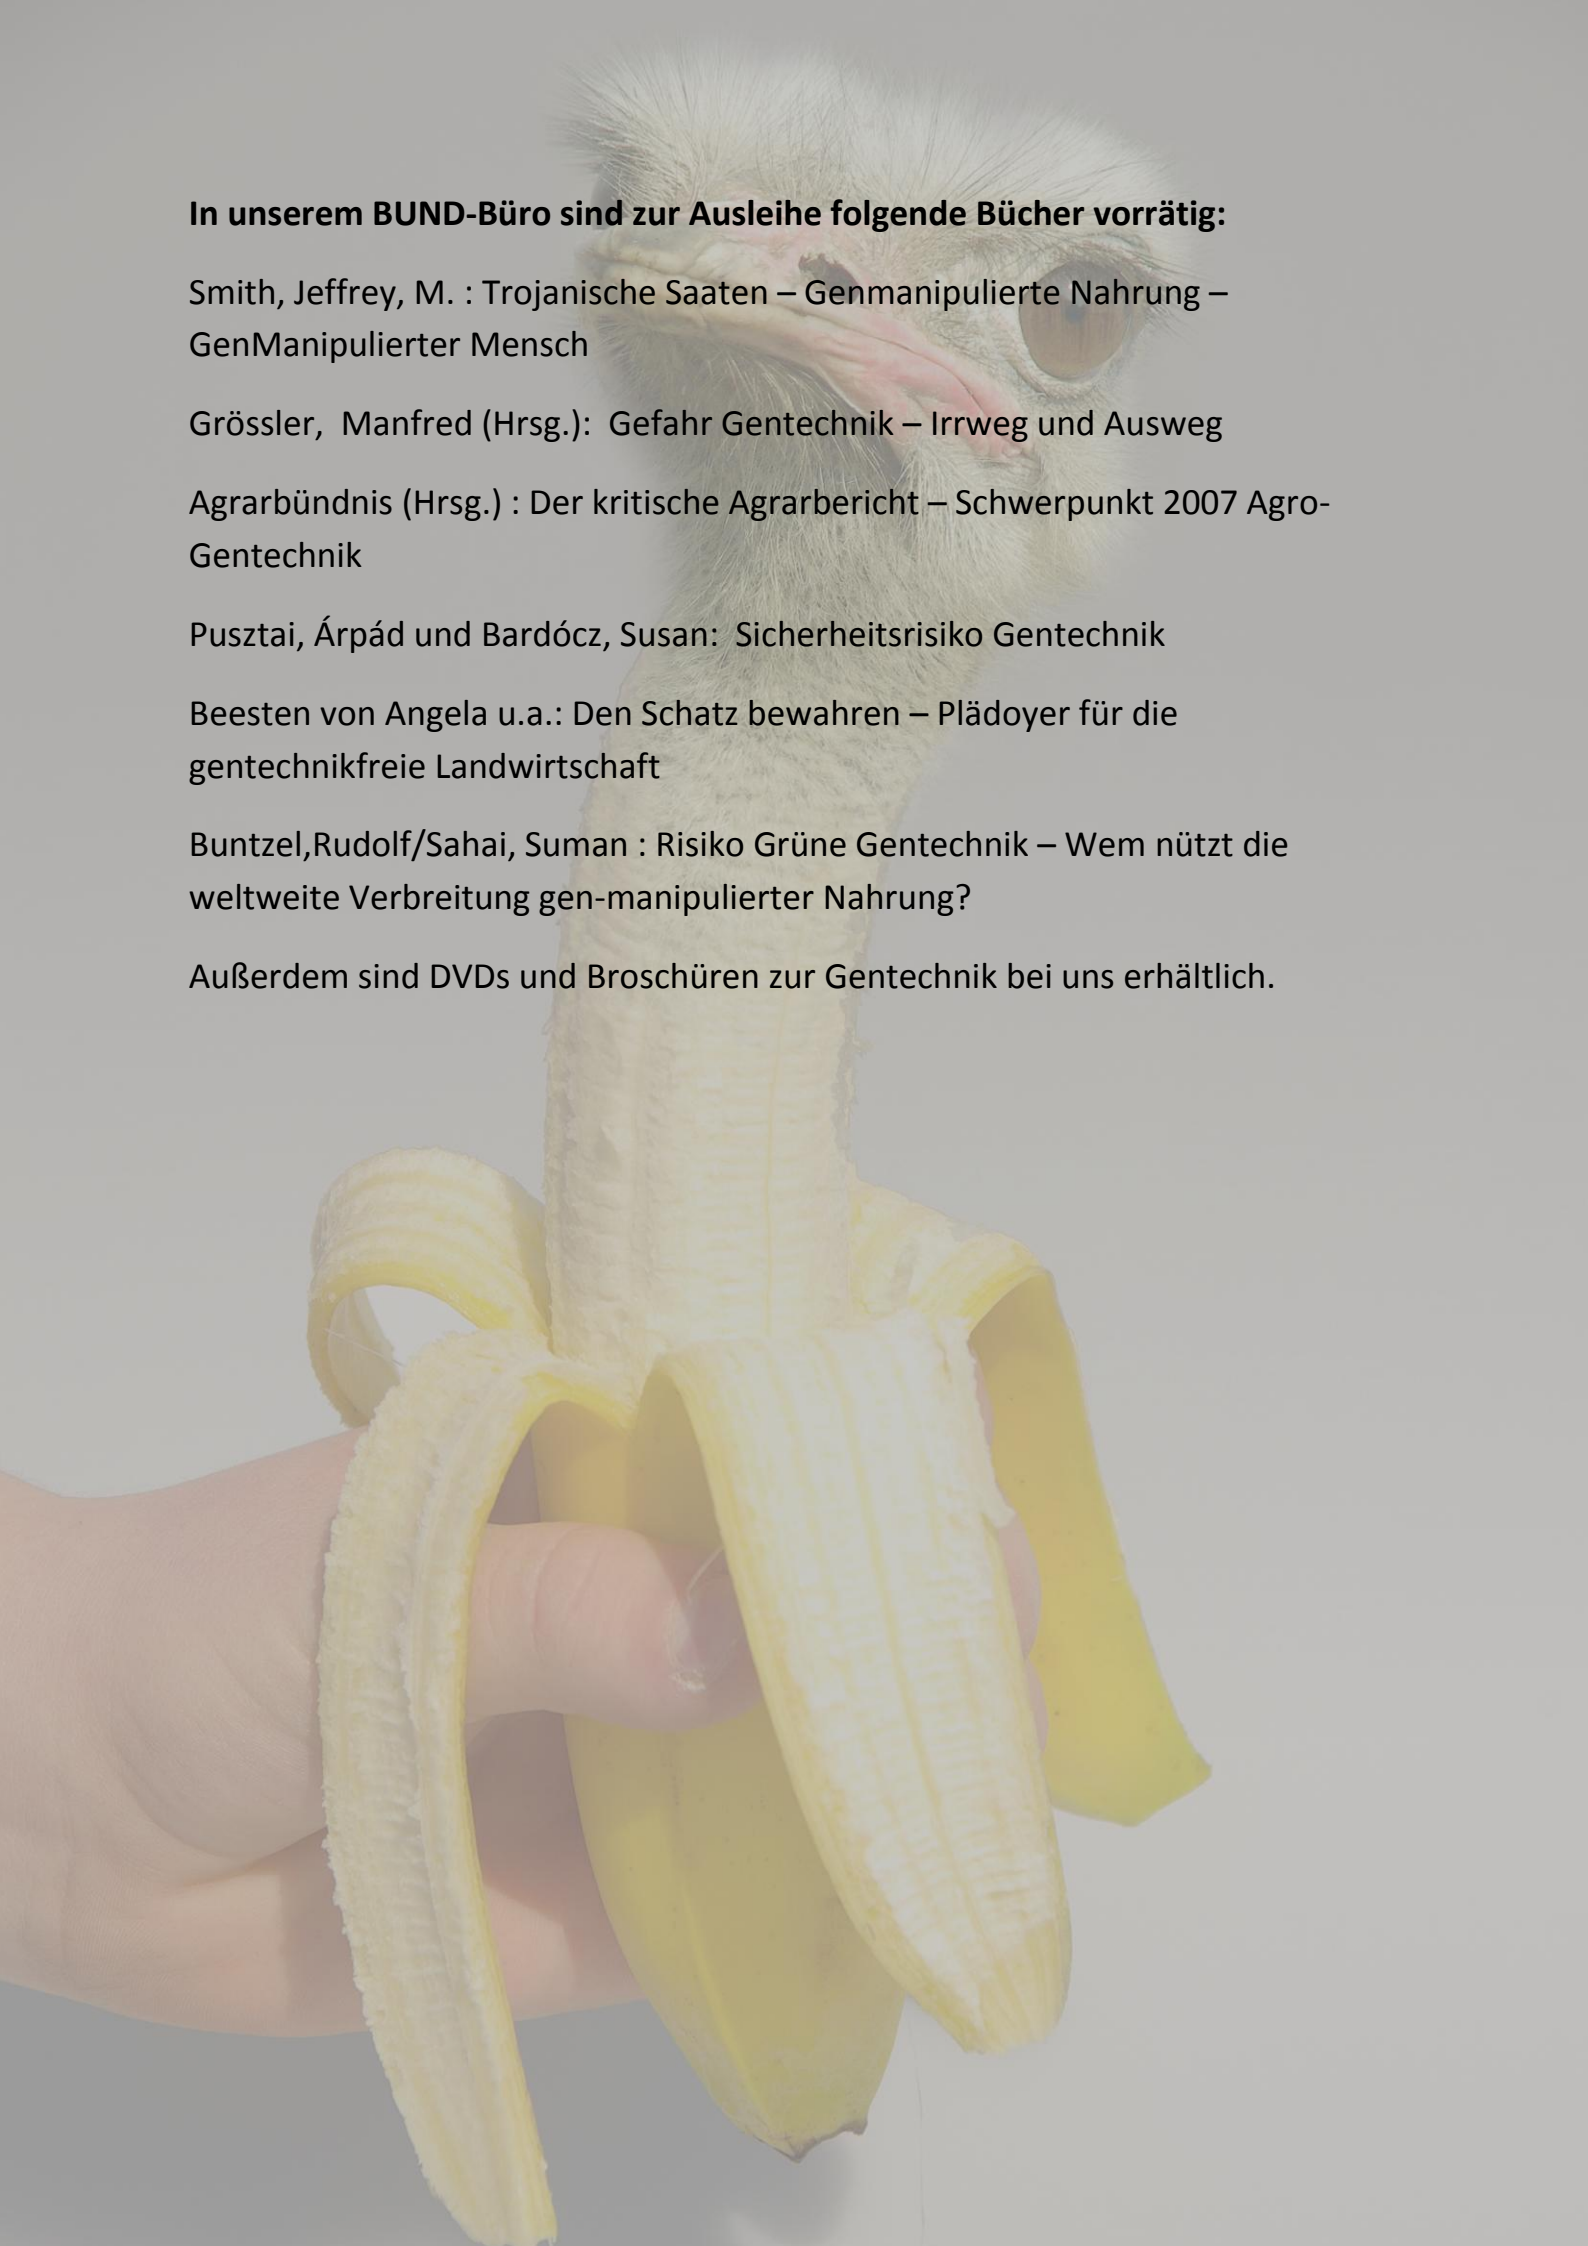 In unserem BUND-Büro sind zur Ausleihe folgende Bücher vorrätig:
Smith, Jeffrey, M. : Trojanische Saaten – Genmanipulierte Nahrung –
GenManipulierter Mensch
Grössler,  Manfred (Hrsg.):  Gefahr Gentechnik – Irrweg und Ausweg
Agrarbündnis (Hrsg.) : Der kritische Agrarbericht – Schwerpunkt 2007 Agro-
Gentechnik
Pusztai, Árpád und Bardócz, Susan:  Sicherheitsrisiko Gentechnik
Beesten von Angela u.a.: Den Schatz bewahren – Plädoyer für die
gentechnikfreie Landwirtschaft
Buntzel,Rudolf/Sahai, Suman : Risiko Grüne Gentechnik – Wem nützt die
weltweite Verbreitung gen-manipulierter Nahrung?
Außerdem sind DVDs und Broschüren zur Gentechnik bei uns erhältlich.